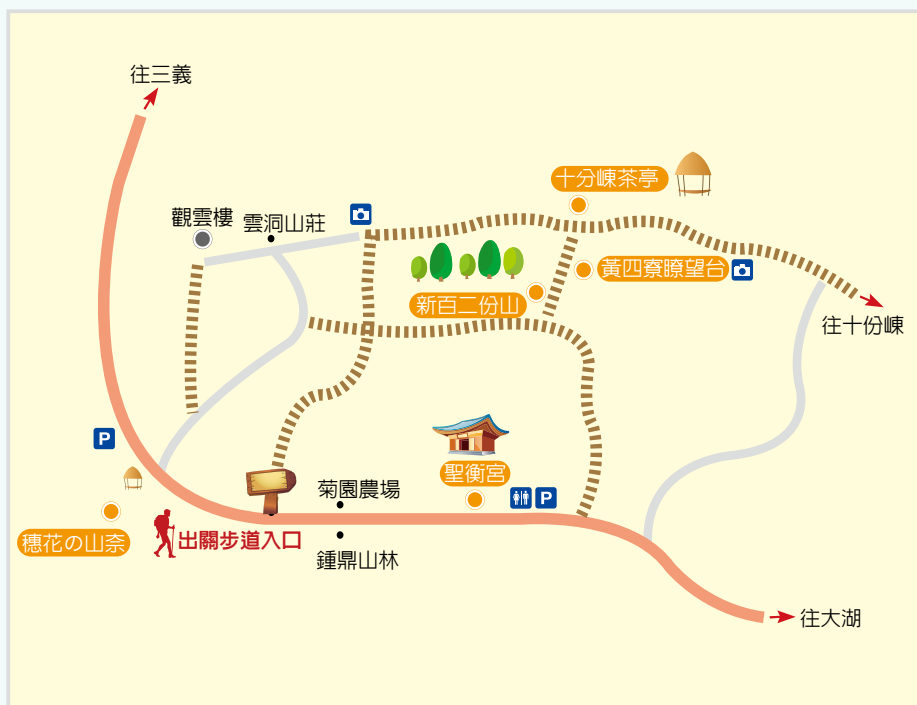 往三義
十分崠茶亭
觀雲樓
雲洞山莊
黃四寮瞭望台
新百二份山
往十份崠
P
聖衡宮
菊園農場
P
穗花の山奈
出關步道入口
鍾鼎山林
往大湖